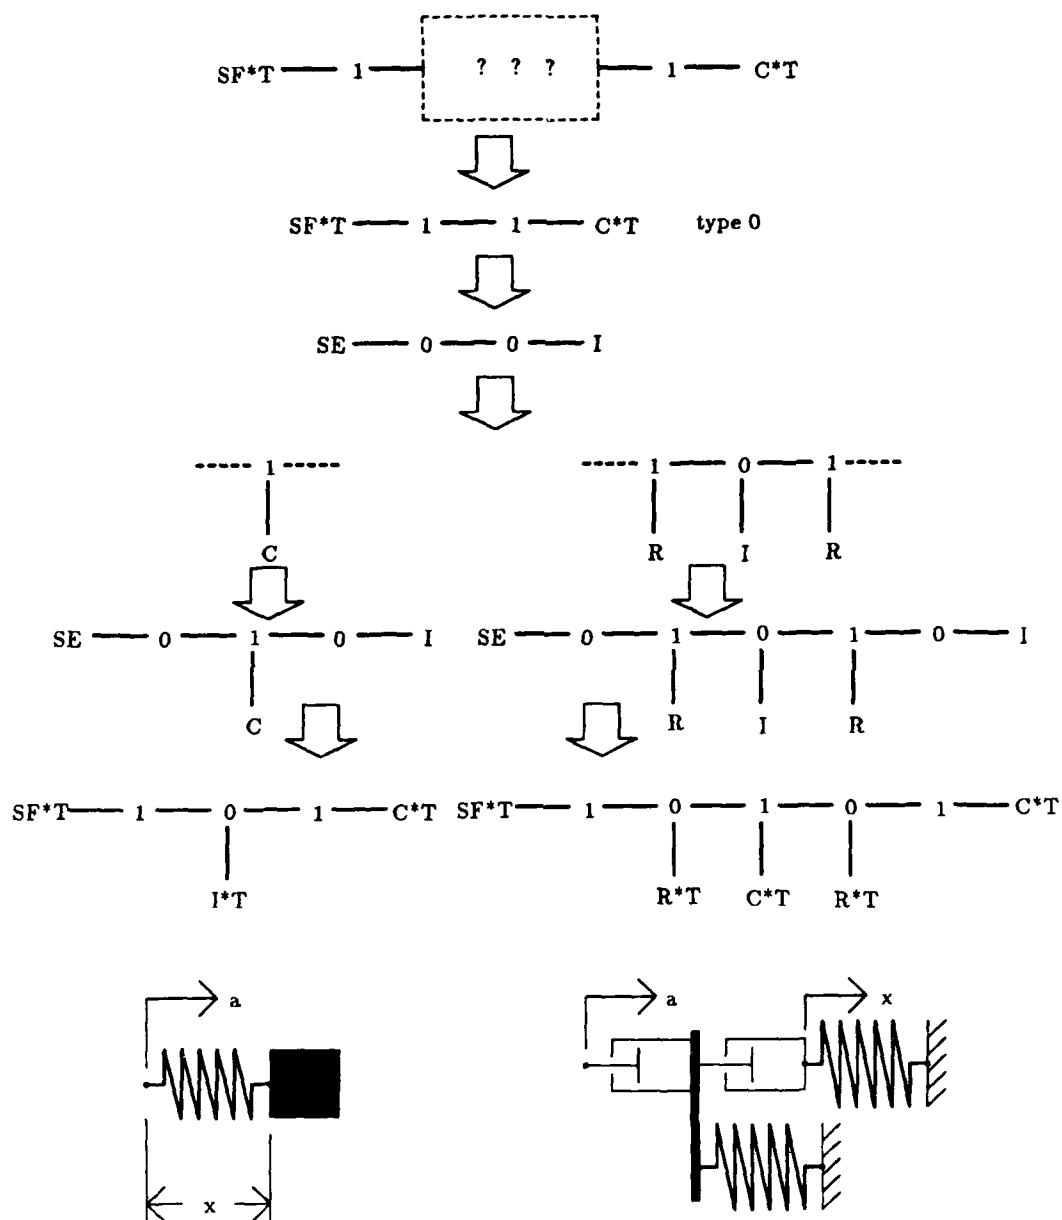 SF*T 1 ? ? ? 1 C*T
SF*T 1 1 C*T type 0
SE 0 0 I
1 1 0 1
C R I R
SE 0 1 0 I SE 0 1 0 1 0 I
C R I R
SF*T 1 0 1 C*T SF*T 1 0 1 0 1 C*T
I*T R*T C*T R*T
a a x
x